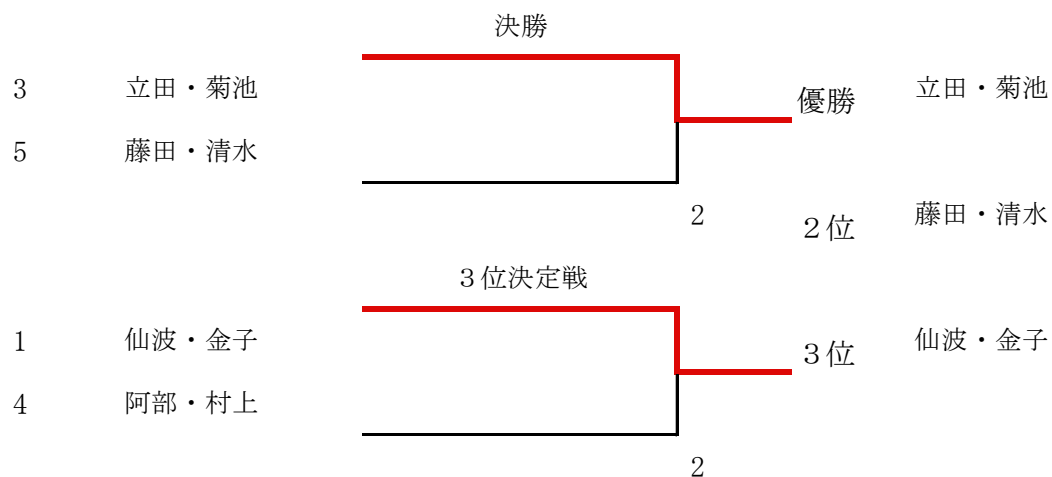 決勝
3 立田・菊池 優勝 立田・菊池
5 藤田・清水
2 ２位 藤田・清水
３位決定戦
1 仙波・金子 ３位 仙波・金子
4 阿部・村上
2